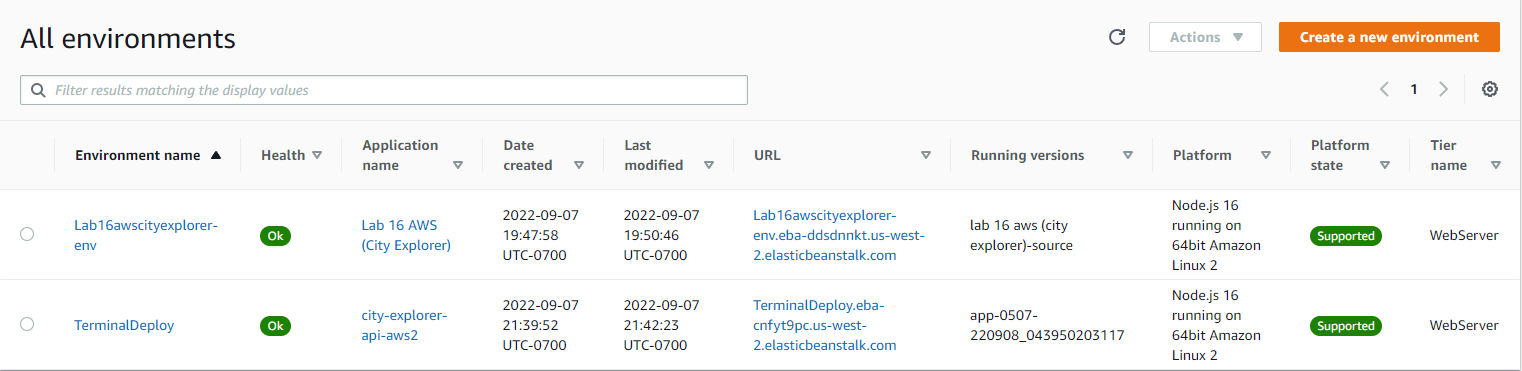 All environments
Actions
Create a new environment
Filter results matching the display values
1
Environment name
Health
Application
name
Date
created
Last
modified
URL
Running versions
Platform
Platform
state
Tier
name
Lab16awscityexplorer-
env
Ok
Lab 16 AWS
(City Explorer)
2022-09-07
19:47:58
UTC-0700
2022-09-07
19:50:46
UTC-0700
Lab16awscityexplorer-
env.eba-ddsdnnkt.us-west-
2.elasticbeanstalk.com
lab 16 aws (city
explorer)-source
Node.js 16
running on
64bit Amazon
Linux 2
Supported
WebServer
TerminalDeploy
Ok
city-explorer-
api-aws2
2022-09-07
21:39:52
UTC-0700
2022-09-07
21:42:23
UTC-0700
TerminalDeploy.eba-
cnfyt9pc.us-west-
2.elasticbeanstalk.com
app-0507-
220908_043950203117
Node.js 16
running on
64bit Amazon
Linux 2
Supported
WebServer